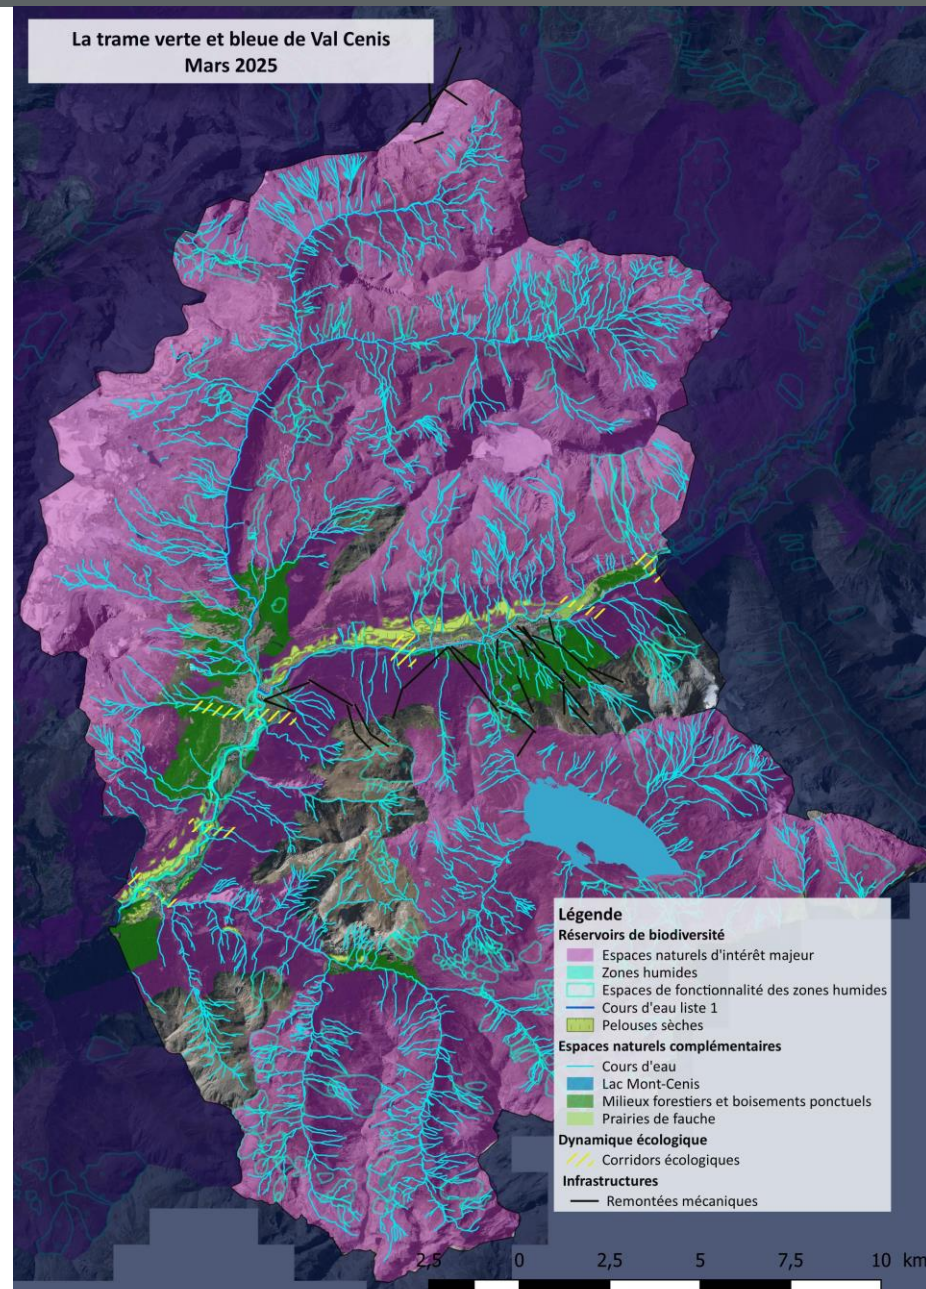 La trame verte et bleue de Val Cenis
Mars 2025
Légende
Réservoirs de biodiversité
Espaces naturels d'intérêt majeur
Zones humides
Espaces de fonctionnalité des zones humides
Cours d'eau liste 1
Pelouses sèches
Espaces naturels complémentaires
Cours d'eau
Lac Mont-Cenis
Milieux forestiers et boisements ponctuels
Prairies de fauche
Dynamique écologique
Corridors écologiques
Infrastructures
Remontées mécaniques
2,5 0 2,5 5 7,5 10 km